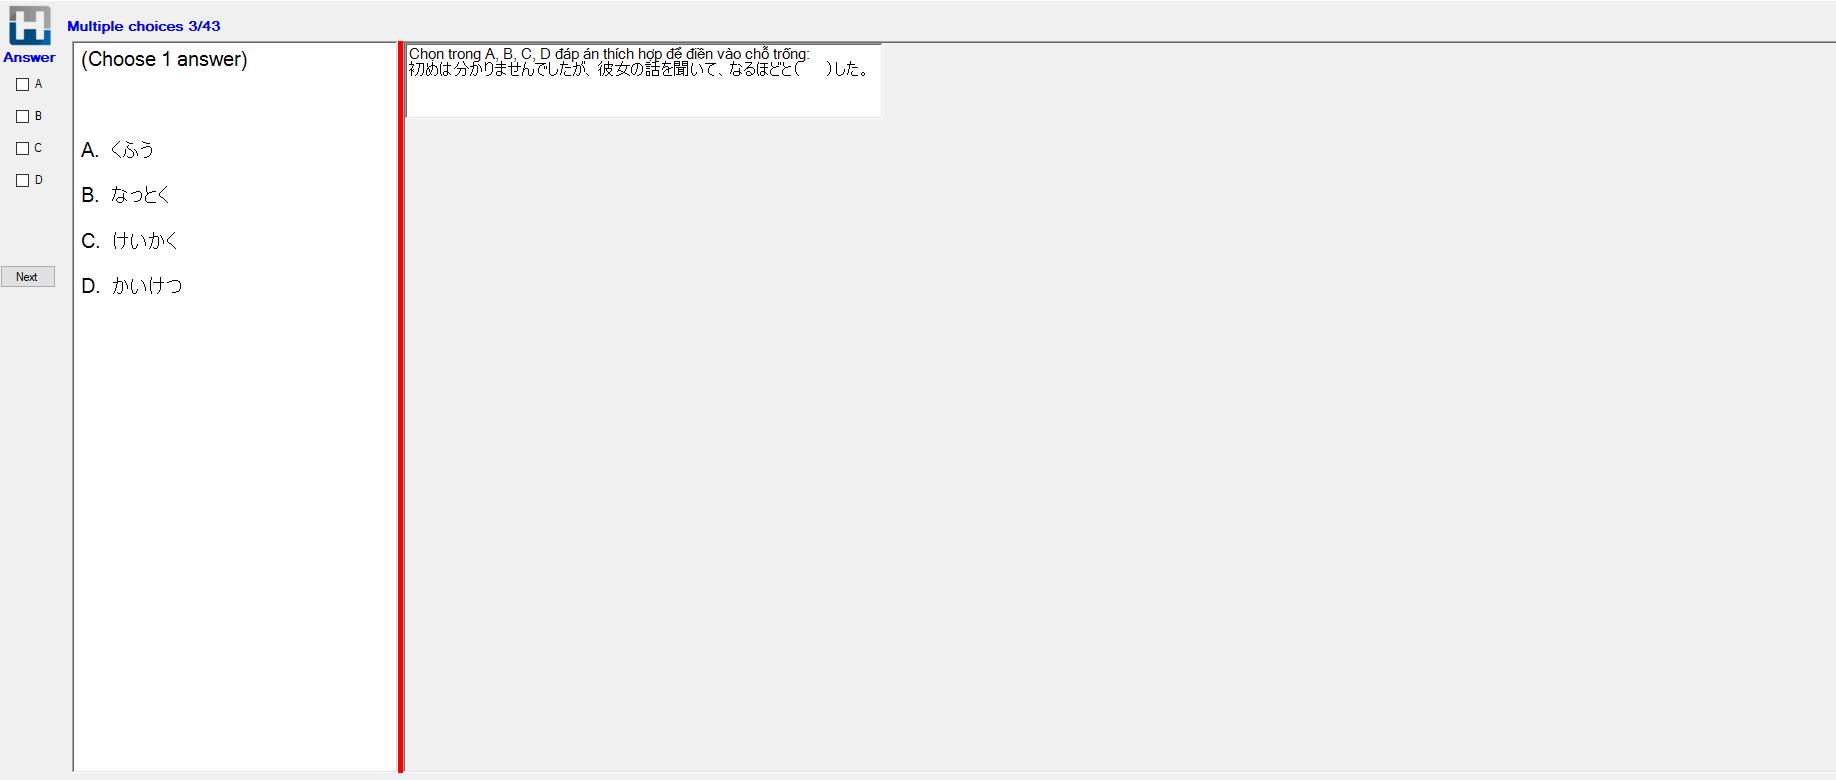 Multiple choices 3/43
Answer
A
B
C
D
Next
(Choose 1 answer)
A. くふう
B. なっとく
C. けいかく
D. かいけつ
Chọn trong A, B, C, D đáp án thích hợp để điền vào chỗ trống:
初めは分かりませんでしたが、彼女の話を聞いて、なるほどと(　　)した。